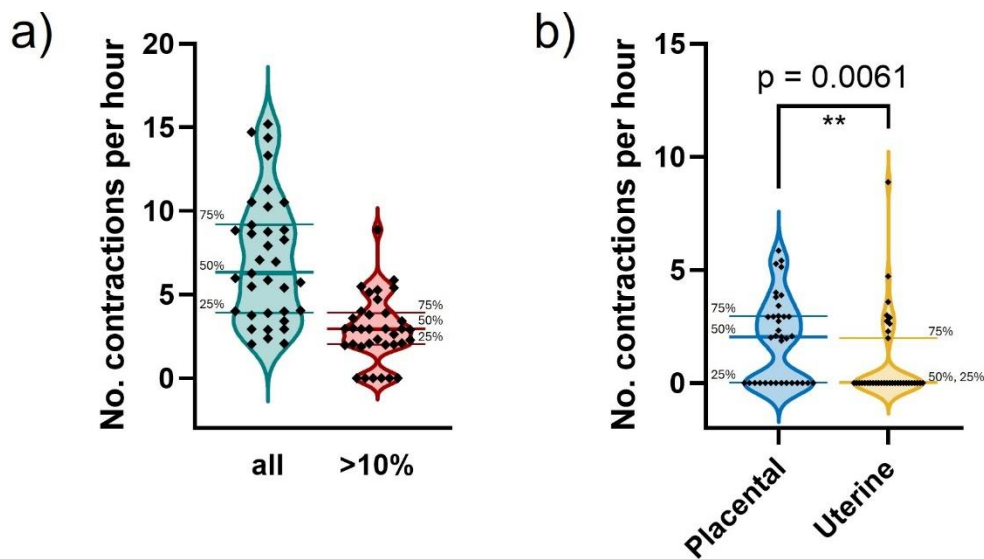 a)
No. contractions per hour
20
15
10
5
0
75%
50%
25%
75%
50%
25%
all
>10%
b)
No. contractions per hour
15
10
5
0
p = 0.0061
**
75%
50%
25%
75%
50%, 25%
Placental
Uterine